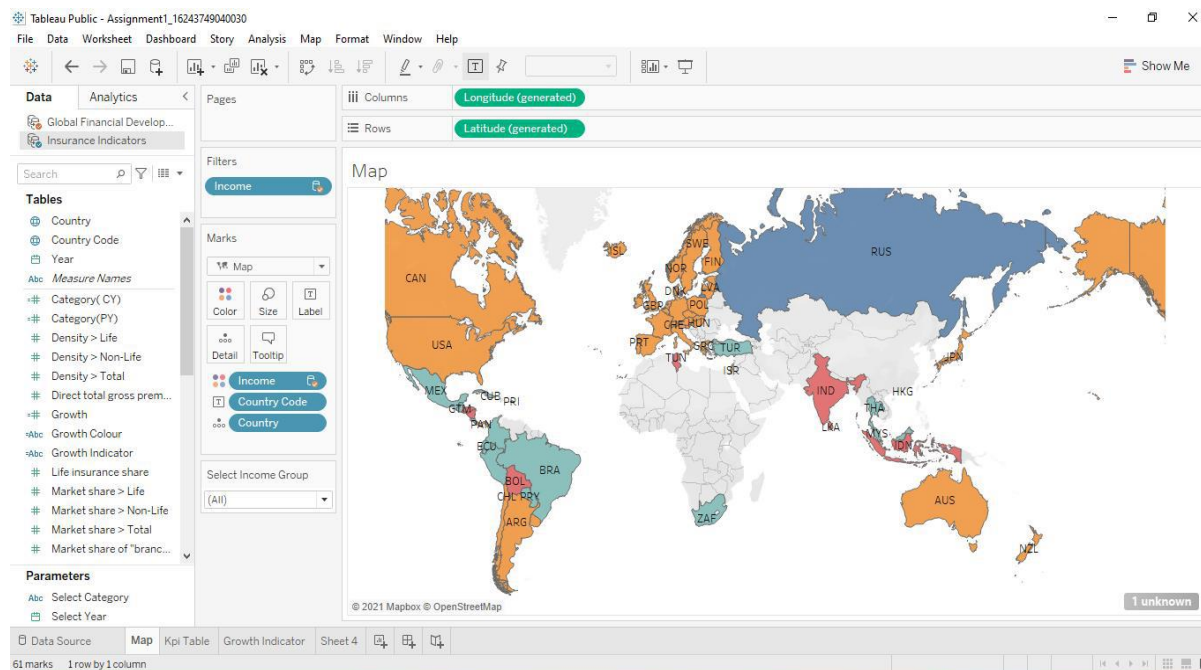 Tableau Public - Assignment1_16243749040030
File Data Worksheet Dashboard Story Analysis Map Format Window Help
Show Me
Data Analytics
Global Financial Develop...
Insurance Indicators
Search
Tables
Country
Country Code
Year
Abc Measure Names
Category( CY)
Category(PY)
Density > Life
Density > Non-Life
Density > Total
Direct total gross prem...
Growth
=Abc Growth Colour
=Abc Growth Indicator
Life insurance share
Market share > Life
Market share > Non-Life
Market share > Total
Market share of "branc...
Parameters
Abc Select Category
Select Year
Pages
Filters
Income
Marks
Map
Color Size Label
Detail Tooltip
Income
Country Code
Country
Select Income Group
(All)
Columns Longitude (generated)
Rows Latitude (generated)
Map
CAN
USA
MEX
CUB
PRI
GTM
PAN
ECU
BRA
BOL
CHL PRY
ARG
ISL
SWE
NOR
FIN
DNK
LVA
GBR
POL
CHE
HUN
PRT
GRC
TUR
TUN
ISR
RUS
JPN
IND
HKG
THA
LKA
MYS
IDN
ZAF
AUS
NZL
© 2021 Mapbox © OpenStreetMap
1 unknown
Data Source Map Kpi Table Growth Indicator Sheet 4
61 marks 1 row by 1 column